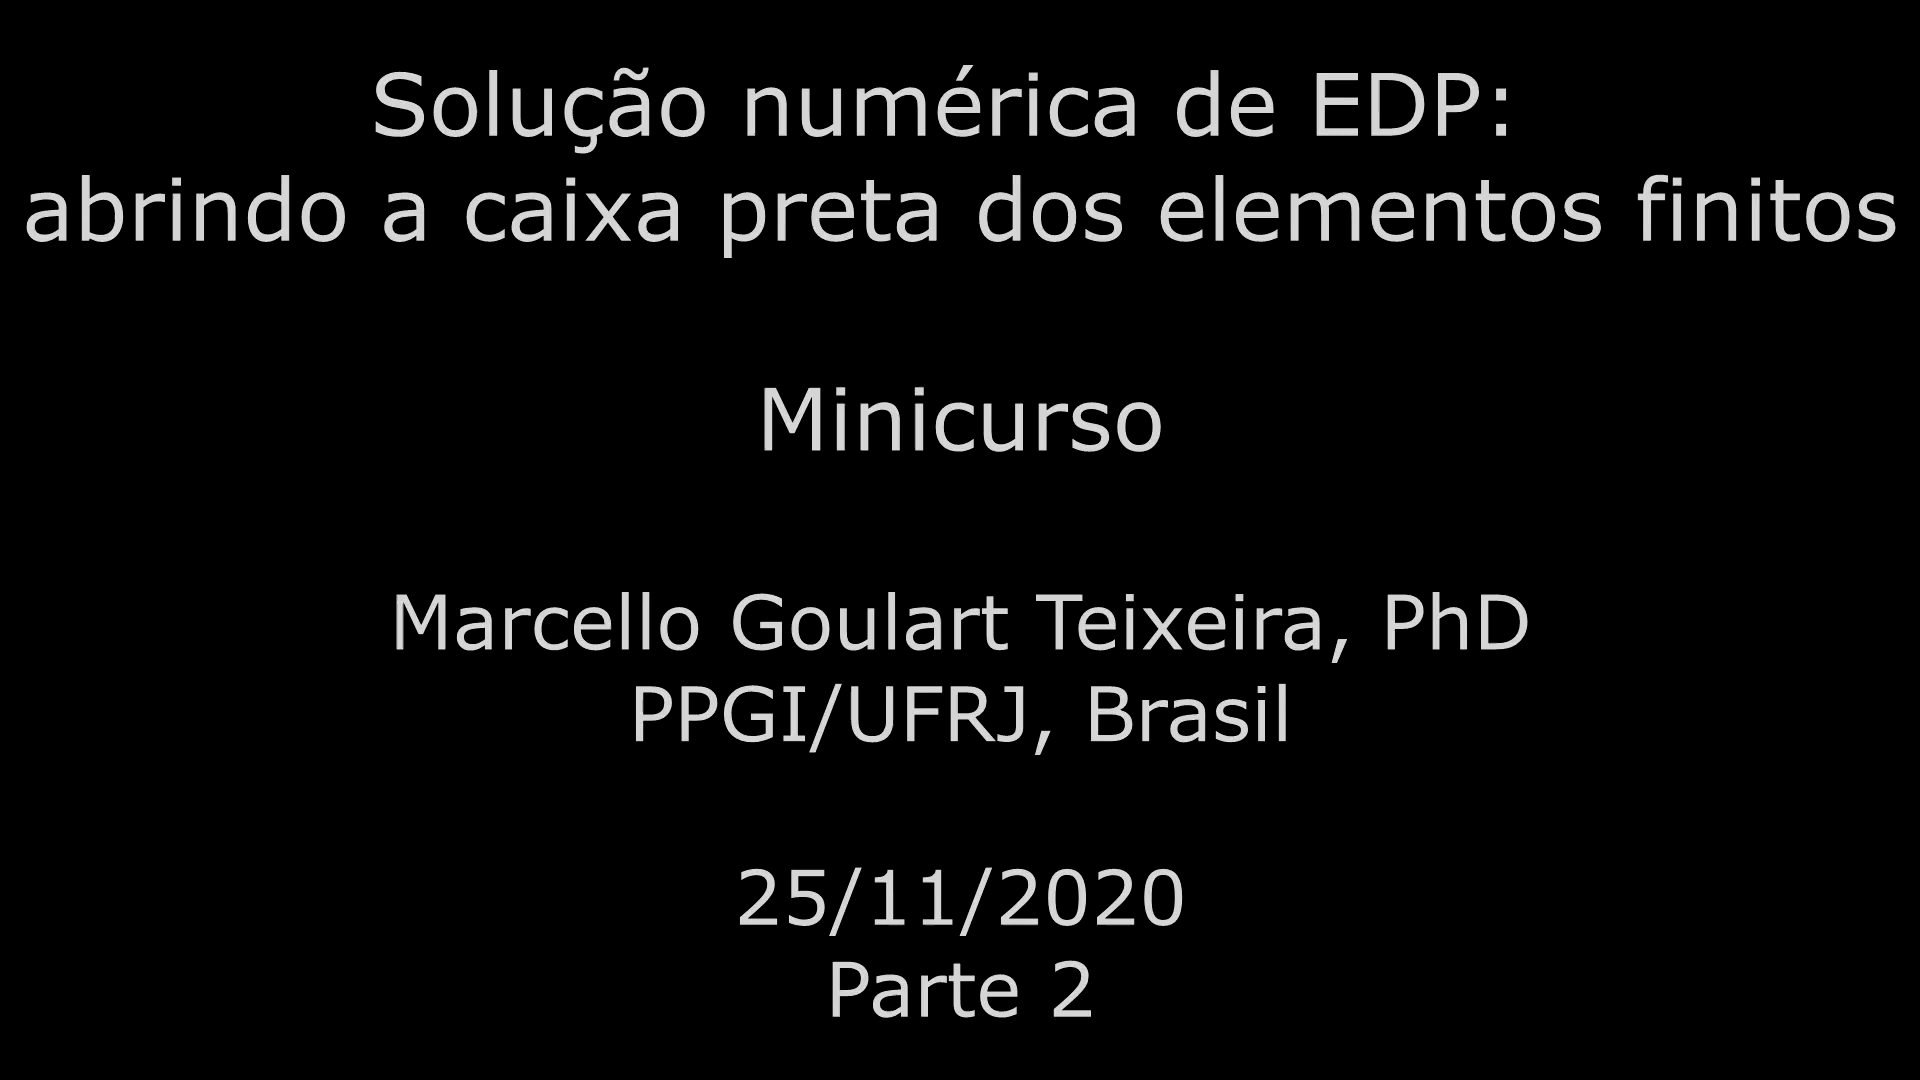 Solução numérica de EDP:
abrindo a caixa preta dos elementos finitos
Minicurso
Marcello Goulart Teixeira, PhD
PPGI/UFRJ, Brasil
25/11/2020
Parte 2